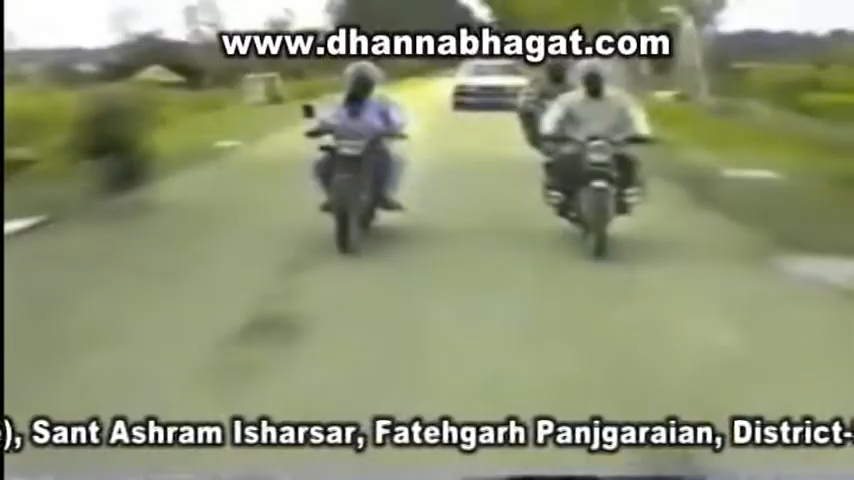 www.dhannabhagat.com
), Sant Ashram Isharsar, Fatehgarh Panjgaraian, District-